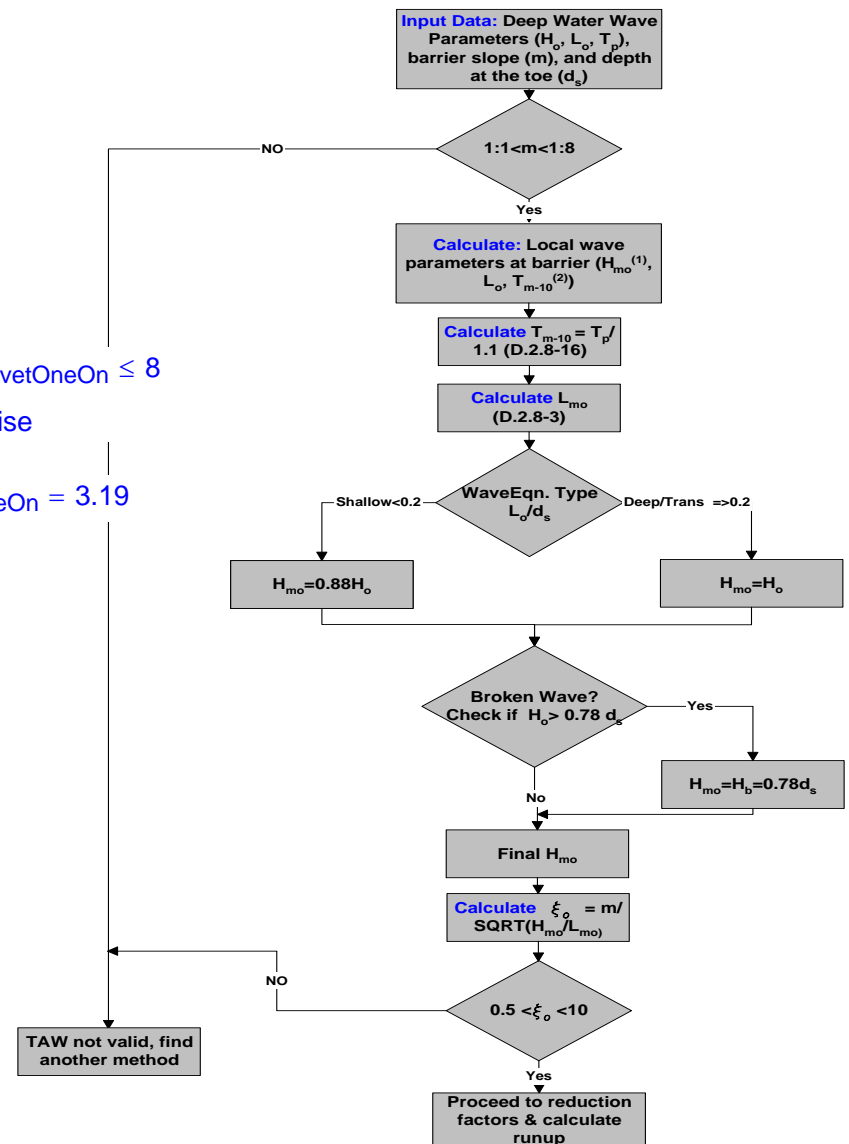 Input Data: Deep Water Wave
Parameters (Ho, Lo, Tp),
barrier slope (m), and depth
at the toe (ds)
1:1<m<1:8
NO
Yes
Calculate: Local wave
parameters at barrier (Hmo(1),
Lo, Tm-10(2))
Calculate Tm-10 = Tp/
1.1 (D.2.8-16)
vetOneOn ≤ 8
ise
eOn = 3.19
Calculate Lmo
(D.2.8-3)
WaveEqn. Type
Lo/ds
Shallow<0.2
Deep/Trans =>0.2
Hmo=0.88Ho
Hmo=Ho
Broken Wave?
Check if Ho> 0.78 ds
Yes
Hmo=Hb=0.78ds
No
Final Hmo
Calculate ξo = m/
SQRT(Hmo/Lmo)
NO
0.5 <ξo <10
TAW not valid, find
another method
Yes
Proceed to reduction
factors & calculate
runup